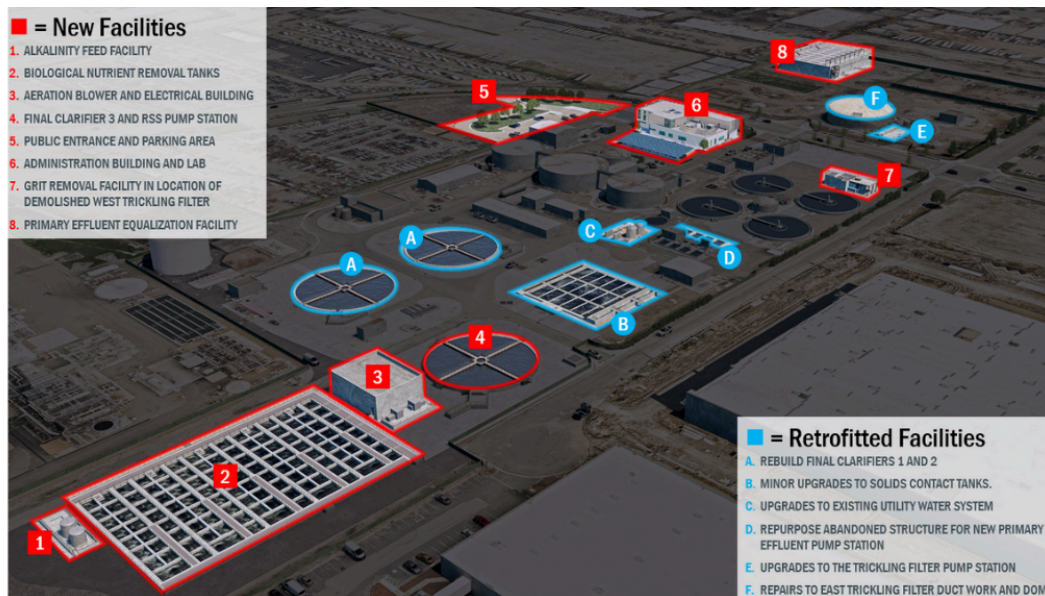 = New Facilities
1. ALKALINITY FEED FACILITY
2. BIOLOGICAL NUTRIENT REMOVAL TANKS
3. AERATION BLOWER AND ELECTRICAL BUILDING
4. FINAL CLARIFIER 3 AND RSS PUMP STATION
5. PUBLIC ENTRANCE AND PARKING AREA
6. ADMINISTRATION BUILDING AND LAB
7. GRIT REMOVAL FACILITY IN LOCATION OF
DEMOLISHED WEST TRICKLING FILTER
8. PRIMARY EFFLUENT EQUALIZATION FACILITY
8
5
6
F
E
7
A
C
A
D
B
4
3
2
1
= Retrofitted Facilities
A. REBUILD FINAL CLARIFIERS 1 AND 2
B. MINOR UPGRADES TO SOLIDS CONTACT TANKS.
C. UPGRADES TO EXISTING UTILITY WATER SYSTEM
D. REPURPOSE ABANDONED STRUCTURE FOR NEW PRIMARY
EFFLUENT PUMP STATION
E. UPGRADES TO THE TRICKLING FILTER PUMP STATION
F. REPAIRS TO EAST TRICKLING FILTER DUCT WORK AND DOM